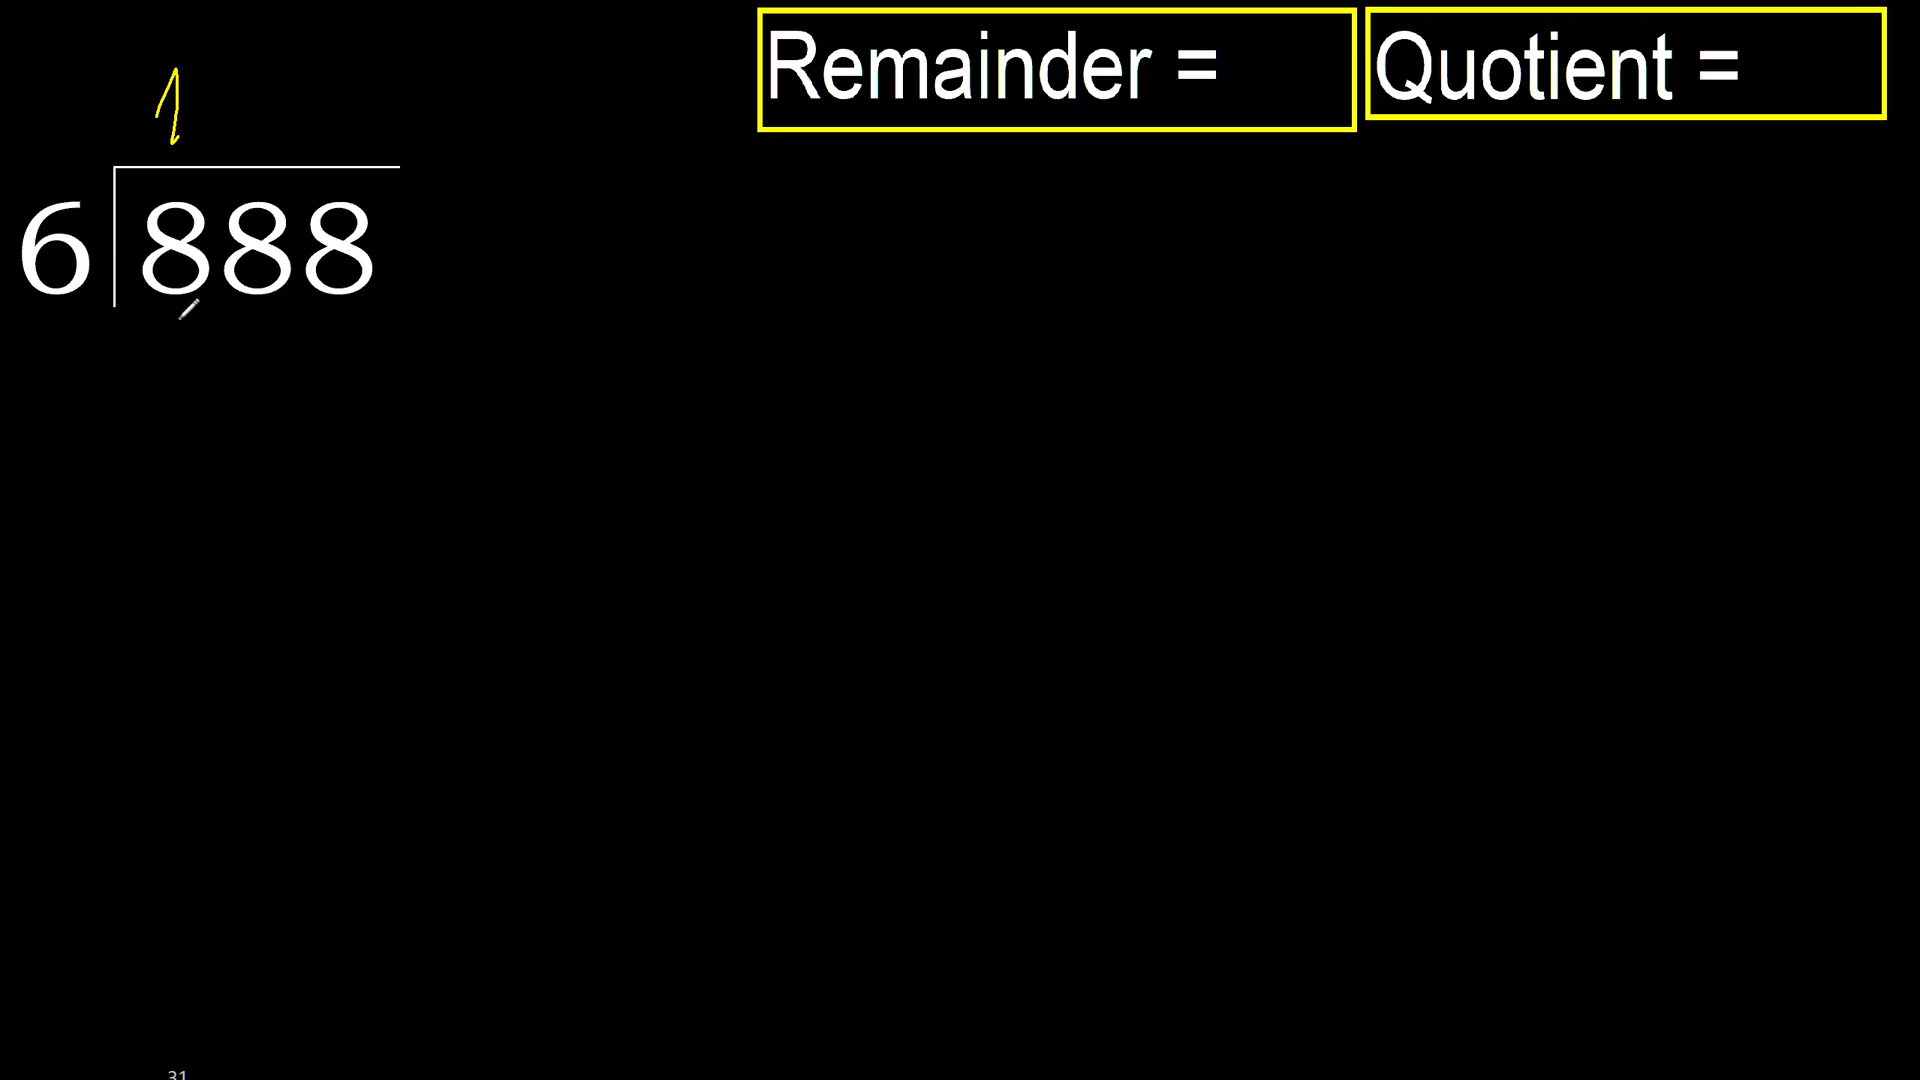 Remainder = Quotient =
1
6 888
31